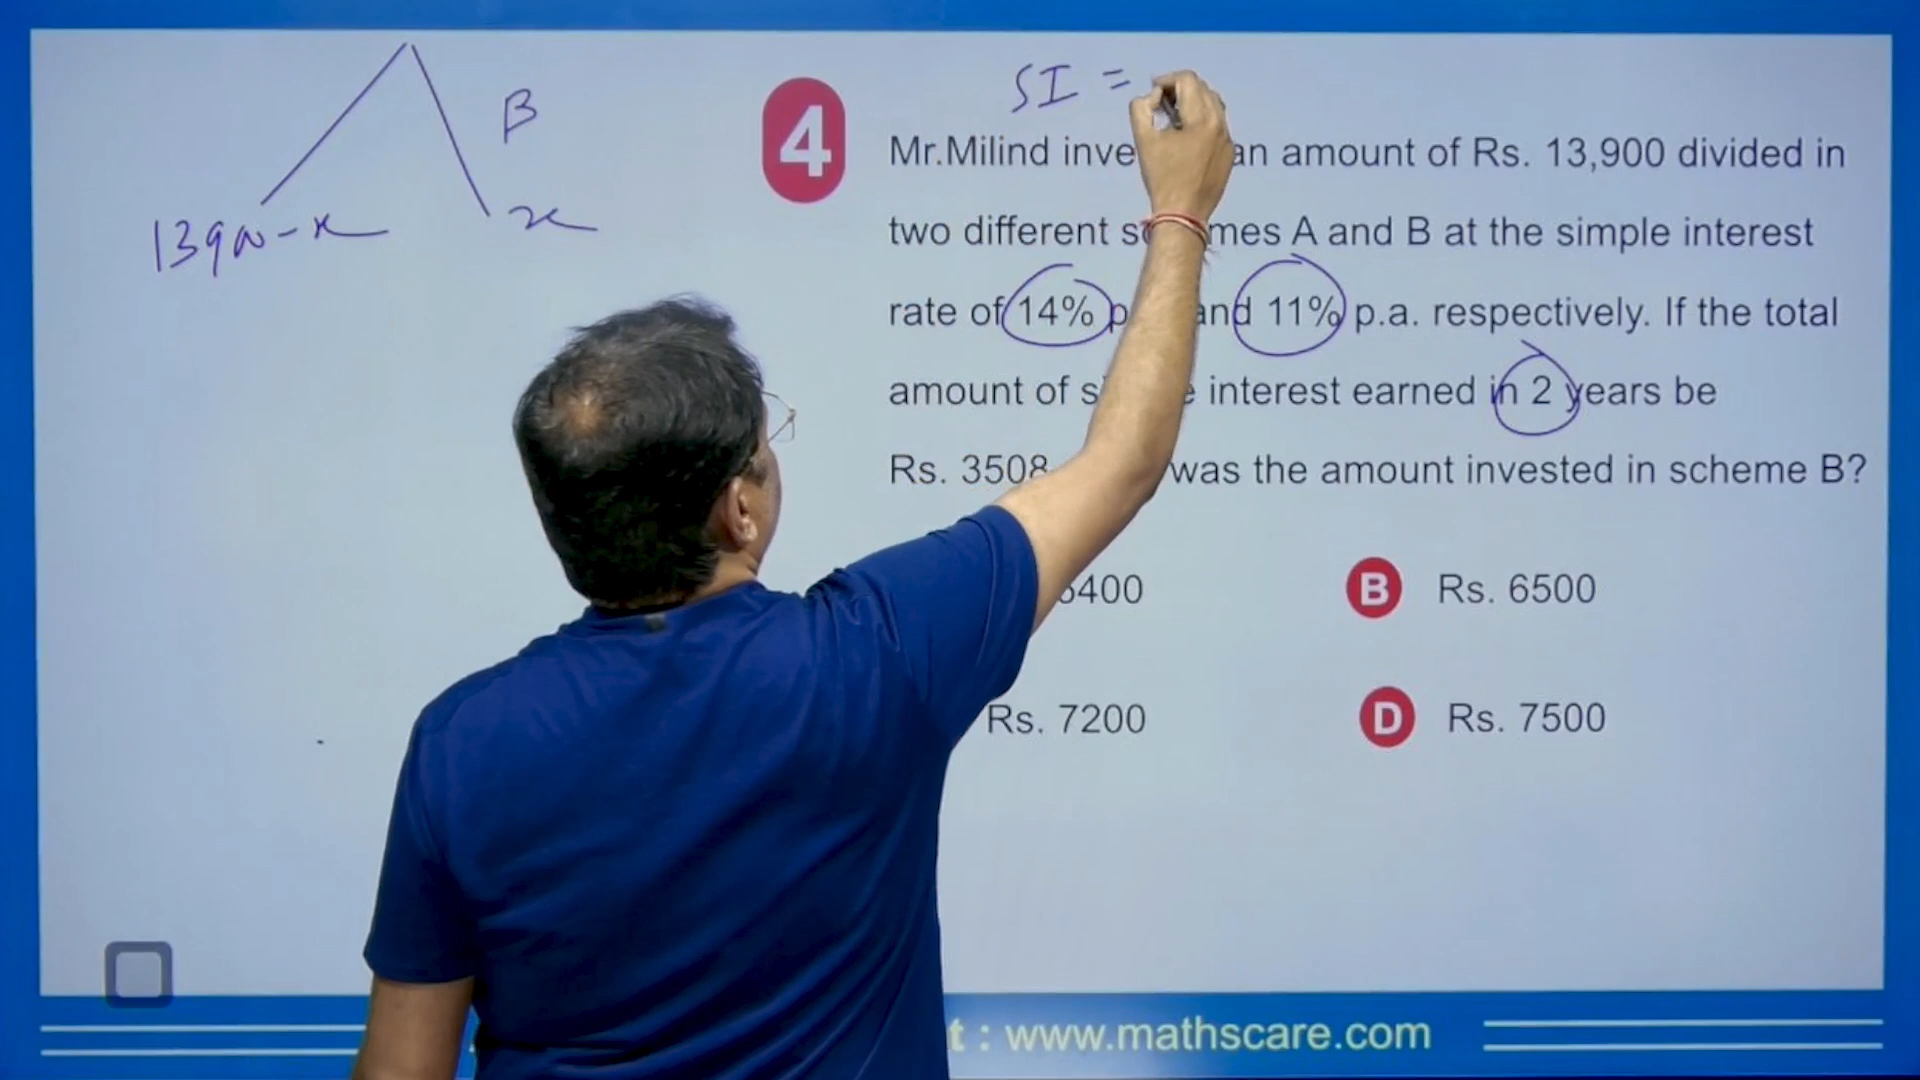 SI =
B
13900-x
x
4
Mr.Milind inve an amount of Rs. 13,900 divided in
two different s mes A and B at the simple interest
rate of 14% p and 11% p.a. respectively. If the total
amount of s e interest earned in 2 years be
Rs. 3508 was the amount invested in scheme B?
6400
B Rs. 6500
Rs. 7200
D Rs. 7500
t : www.mathscare.com